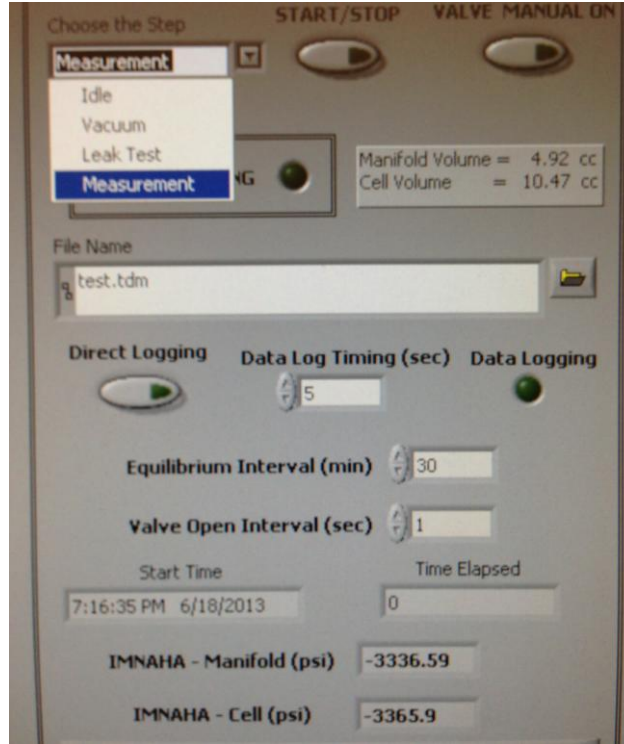 Choose the Step
START/STOP
VALVE MANUAL ON
Measurement
Idle
Vacuum
Leak Test
Measurement
Manifold Volume = 4.92 cc
Cell Volume = 10.47 cc
File Name
test.tdm
Direct Logging
Data Log Timing (sec)
Data Logging
5
Equilibrium Interval (min) 30
Valve Open Interval (sec) 1
Start Time
Time Elapsed
7:16:35 PM 6/18/2013
0
IMNAHA - Manifold (psi) -3336.59
IMNAHA - Cell (psi) -3365.9